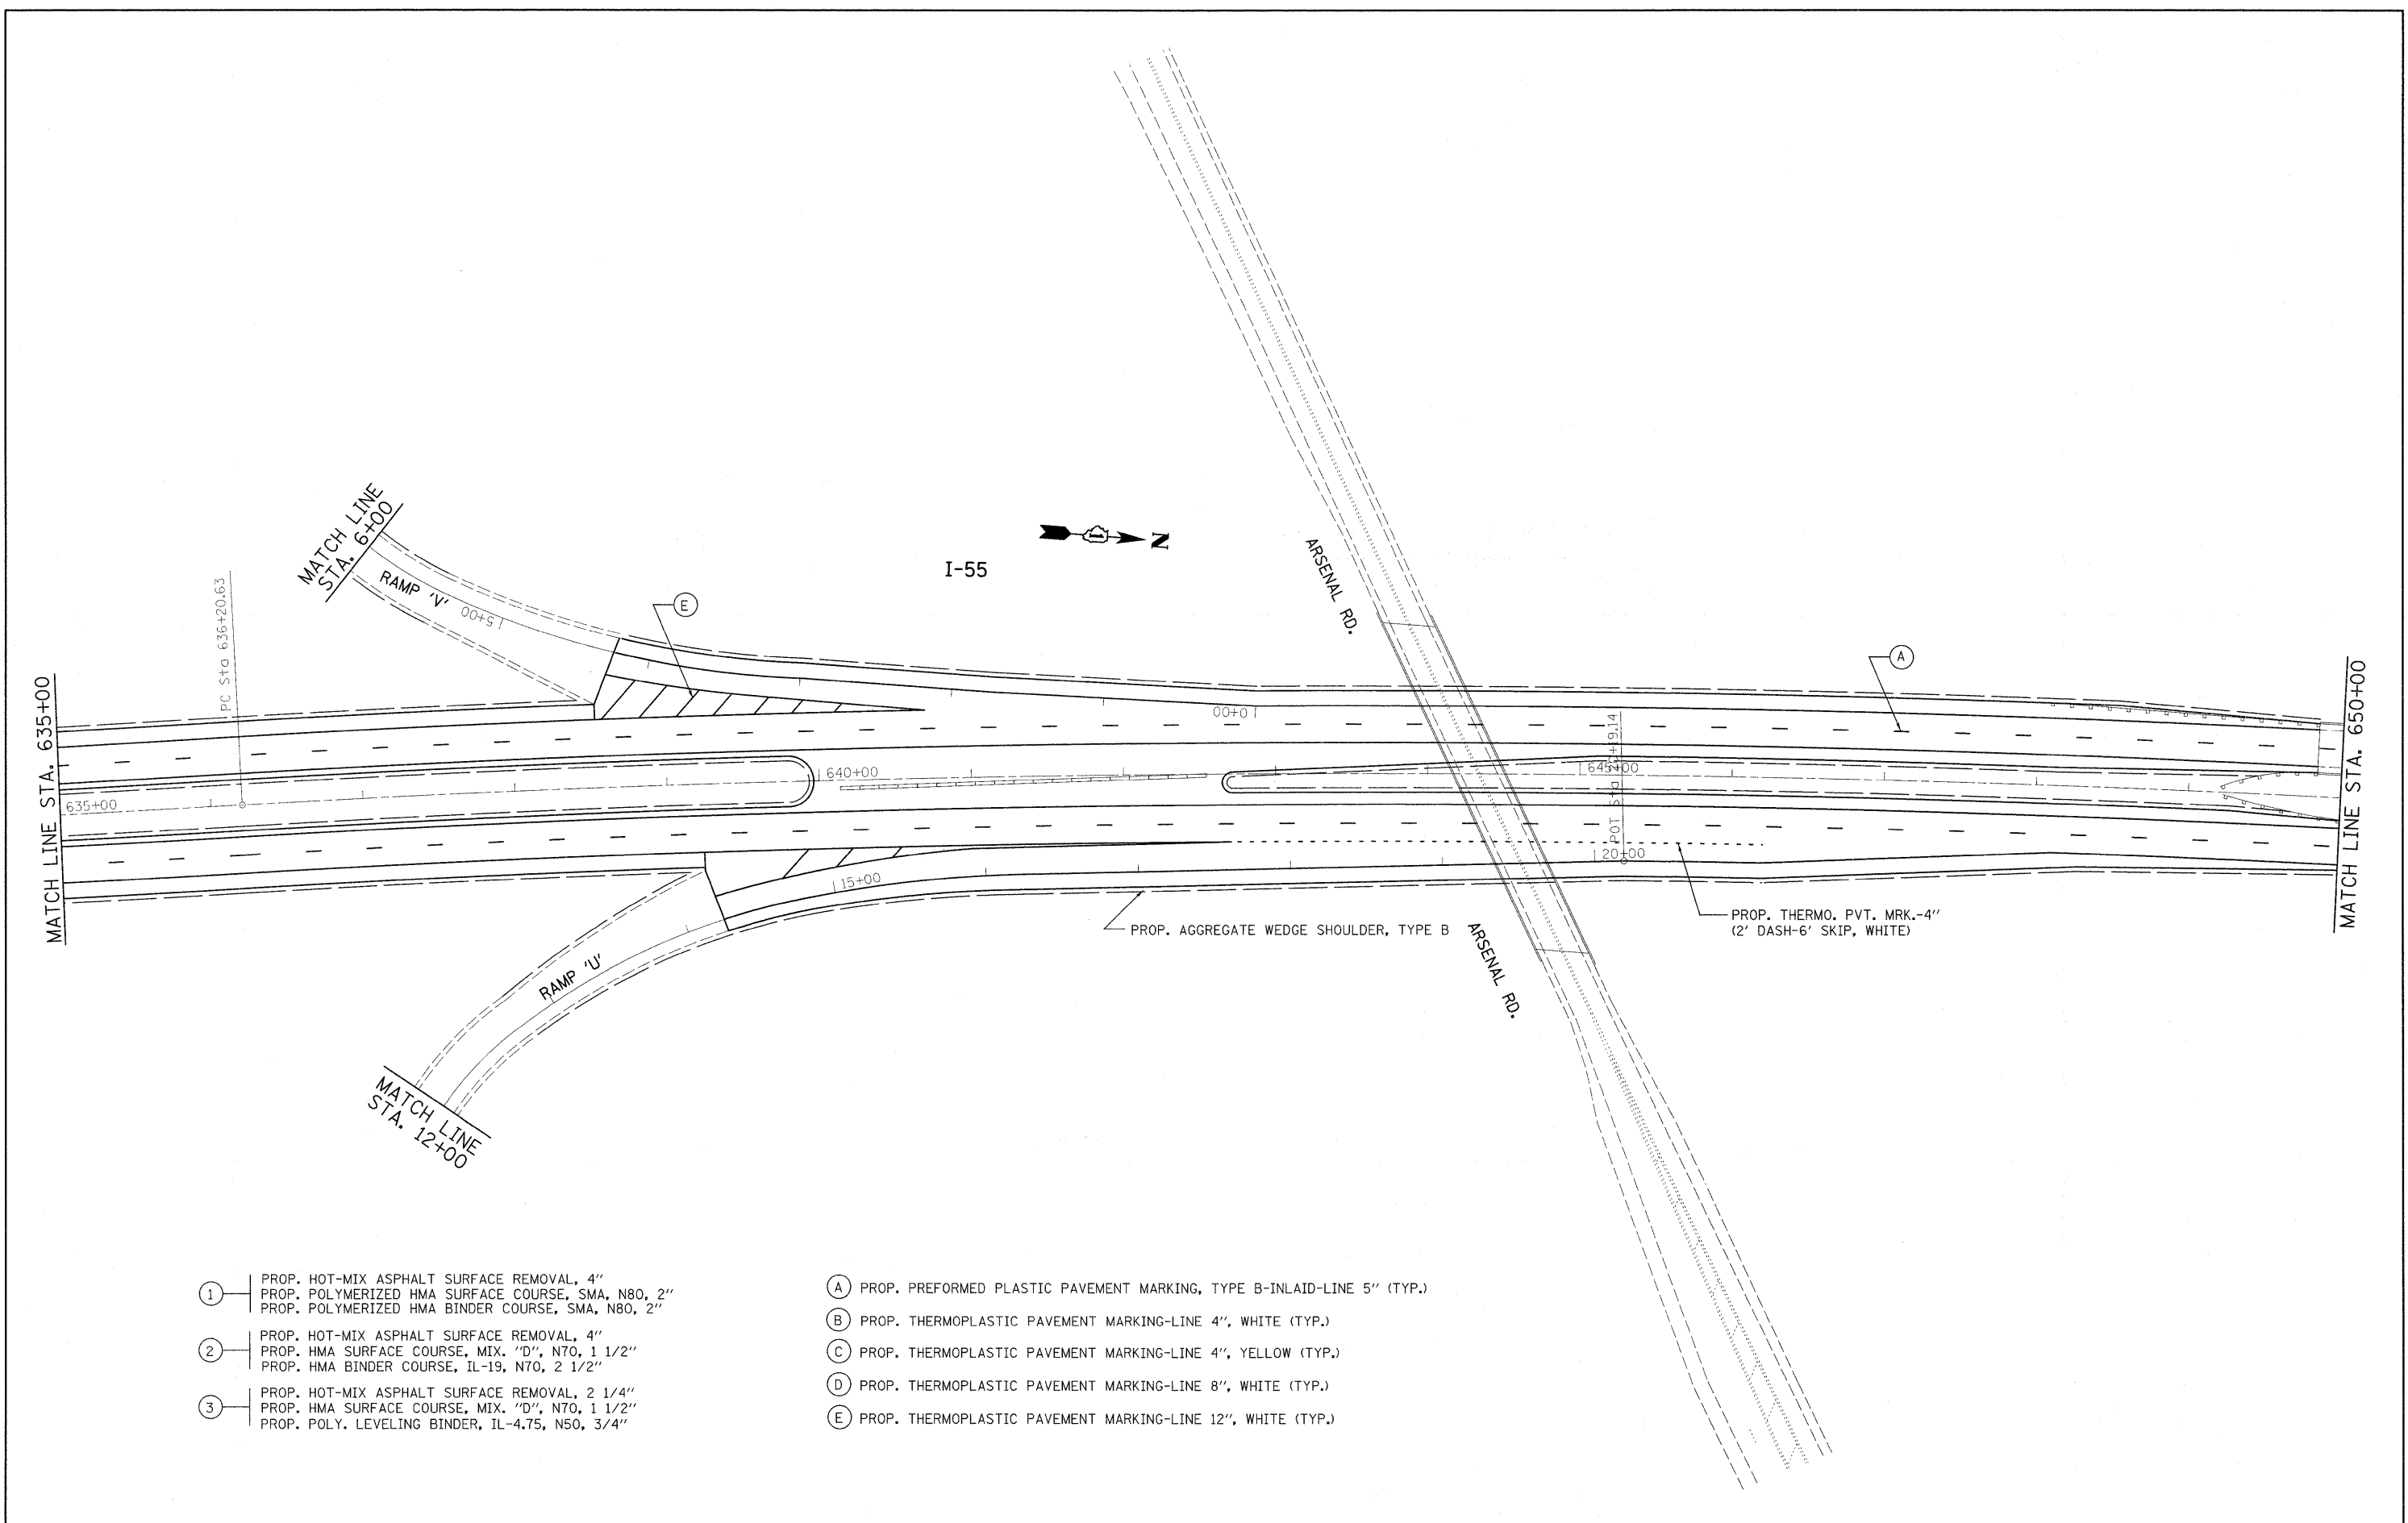 MATCH LINE
STA. 6+00
RAMP 'V'
5+00
PC Sta 636+20.63
E
I-55
N
ARSENAL RD.
A
MATCH LINE STA. 635+00
635+00
640+00
0+00
645+00
POT Sta 20+19.14
20+00
MATCH LINE STA. 650+00
15+00
PROP. AGGREGATE WEDGE SHOULDER, TYPE B
ARSENAL RD.
PROP. THERMO. PVT. MRK.-4"
(2' DASH-6' SKIP, WHITE)
RAMP 'U'
MATCH LINE
STA. 12+00
1
PROP. HOT-MIX ASPHALT SURFACE REMOVAL, 4"
PROP. POLYMERIZED HMA SURFACE COURSE, SMA, N80, 2"
PROP. POLYMERIZED HMA BINDER COURSE, SMA, N80, 2"
2
PROP. HOT-MIX ASPHALT SURFACE REMOVAL, 4"
PROP. HMA SURFACE COURSE, MIX. "D", N70, 1 1/2"
PROP. HMA BINDER COURSE, IL-19, N70, 2 1/2"
3
PROP. HOT-MIX ASPHALT SURFACE REMOVAL, 2 1/4"
PROP. HMA SURFACE COURSE, MIX. "D", N70, 1 1/2"
PROP. POLY. LEVELING BINDER, IL-4.75, N50, 3/4"
A PROP. PREFORMED PLASTIC PAVEMENT MARKING, TYPE B-INLAID-LINE 5" (TYP.)
B PROP. THERMOPLASTIC PAVEMENT MARKING-LINE 4", WHITE (TYP.)
C PROP. THERMOPLASTIC PAVEMENT MARKING-LINE 4", YELLOW (TYP.)
D PROP. THERMOPLASTIC PAVEMENT MARKING-LINE 8", WHITE (TYP.)
E PROP. THERMOPLASTIC PAVEMENT MARKING-LINE 12", WHITE (TYP.)